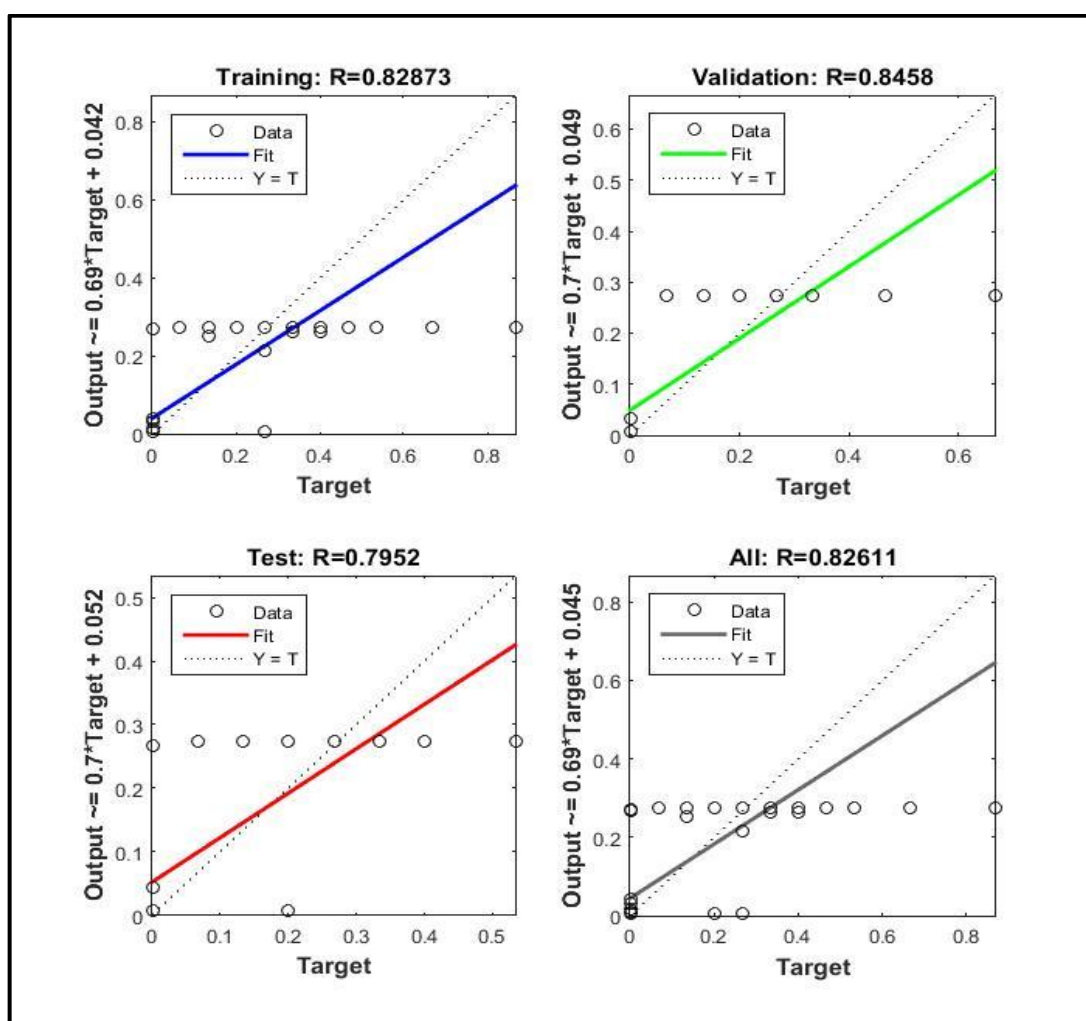 Training: R=0.82873
Output ~= 0.69*Target + 0.042
0.8
0.6
0.4
0.2
0
Data
Fit
Y = T
0
0.2
0.4
0.6
0.8
Target
Validation: R=0.8458
Output ~= 0.7*Target + 0.049
0.6
0.5
0.4
0.3
0.2
0.1
0
Data
Fit
Y = T
0
0.2
0.4
0.6
Target
Test: R=0.7952
Output ~= 0.7*Target + 0.052
0.5
0.4
0.3
0.2
0.1
0
Data
Fit
Y = T
0
0.1
0.2
0.3
0.4
0.5
Target
All: R=0.82611
Output ~= 0.69*Target + 0.045
0.8
0.6
0.4
0.2
0
Data
Fit
Y = T
0
0.2
0.4
0.6
0.8
Target